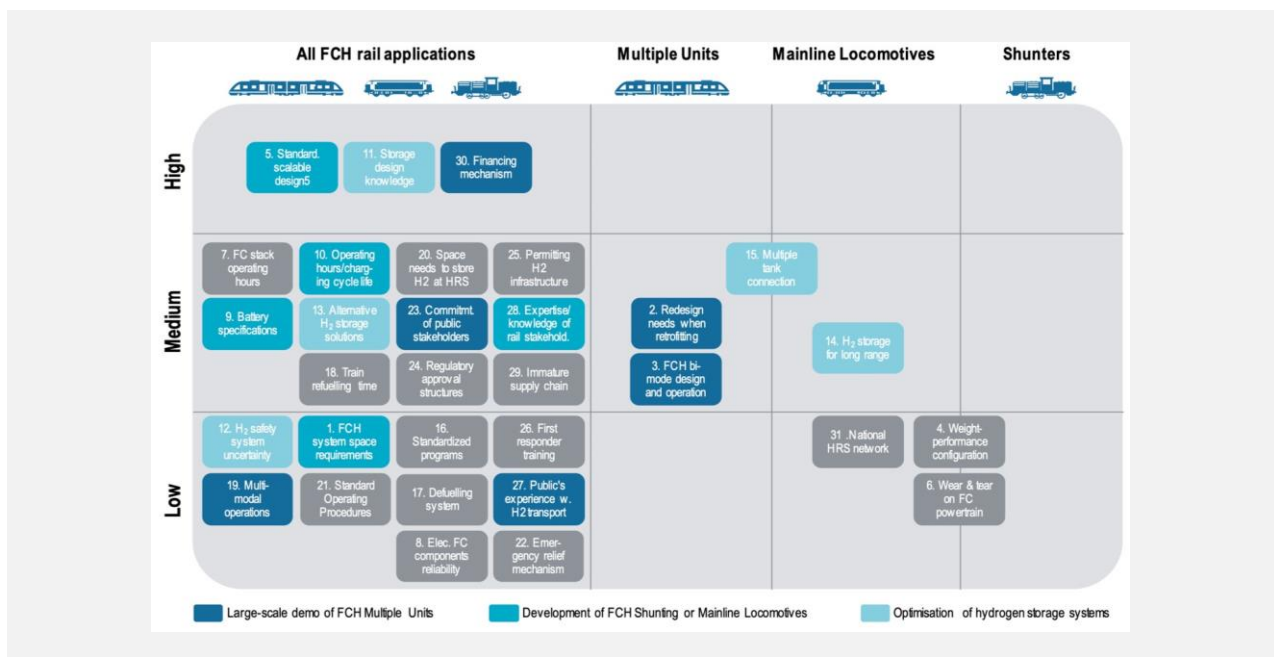 All FCH rail applications
Multiple Units
Mainline Locomotives
Shunters
High
5. Standard.
scalable
design5
11. Storage
design
knowledge
30. Financing
mechanism
Medium
7. FC stack
operating
hours
10. Operating
hours/charg-
ing cycle life
20. Space
needs to store
H2 at HRS
25. Permitting
H2
infrastructure
15. Multiple
tank
connection
9. Battery
specifications
13. Alternative
H₂ storage
solutions
23. Commitmt.
of public
stakeholders
28. Expertise/
knowledge of
rail stakehold.
2. Redesign
needs when
retrofitting
14. H₂ storage
for long range
18. Train
refuelling time
24. Regulatory
approval
structures
29. Immature
supply chain
3. FCH bi-
mode design
and operation
Low
12. H₂ safety
system
uncertainty
1. FCH
system space
requirements
16.
Standardized
programs
26. First
responder
training
31 .National
HRS network
4. Weight-
performance
configuration
19. Multi-
modal
operations
21. Standard
Operating
Procedures
17. Defuelling
system
27. Public's
experience w.
H2 transport
6. Wear & tear
on FC
powertrain
8. Elec. FC
components
reliability
22. Emer-
gency relief
mechanism
Large-scale demo of FCH Multiple Units
Development of FCH Shunting or Mainline Locomotives
Optimisation of hydrogen storage systems